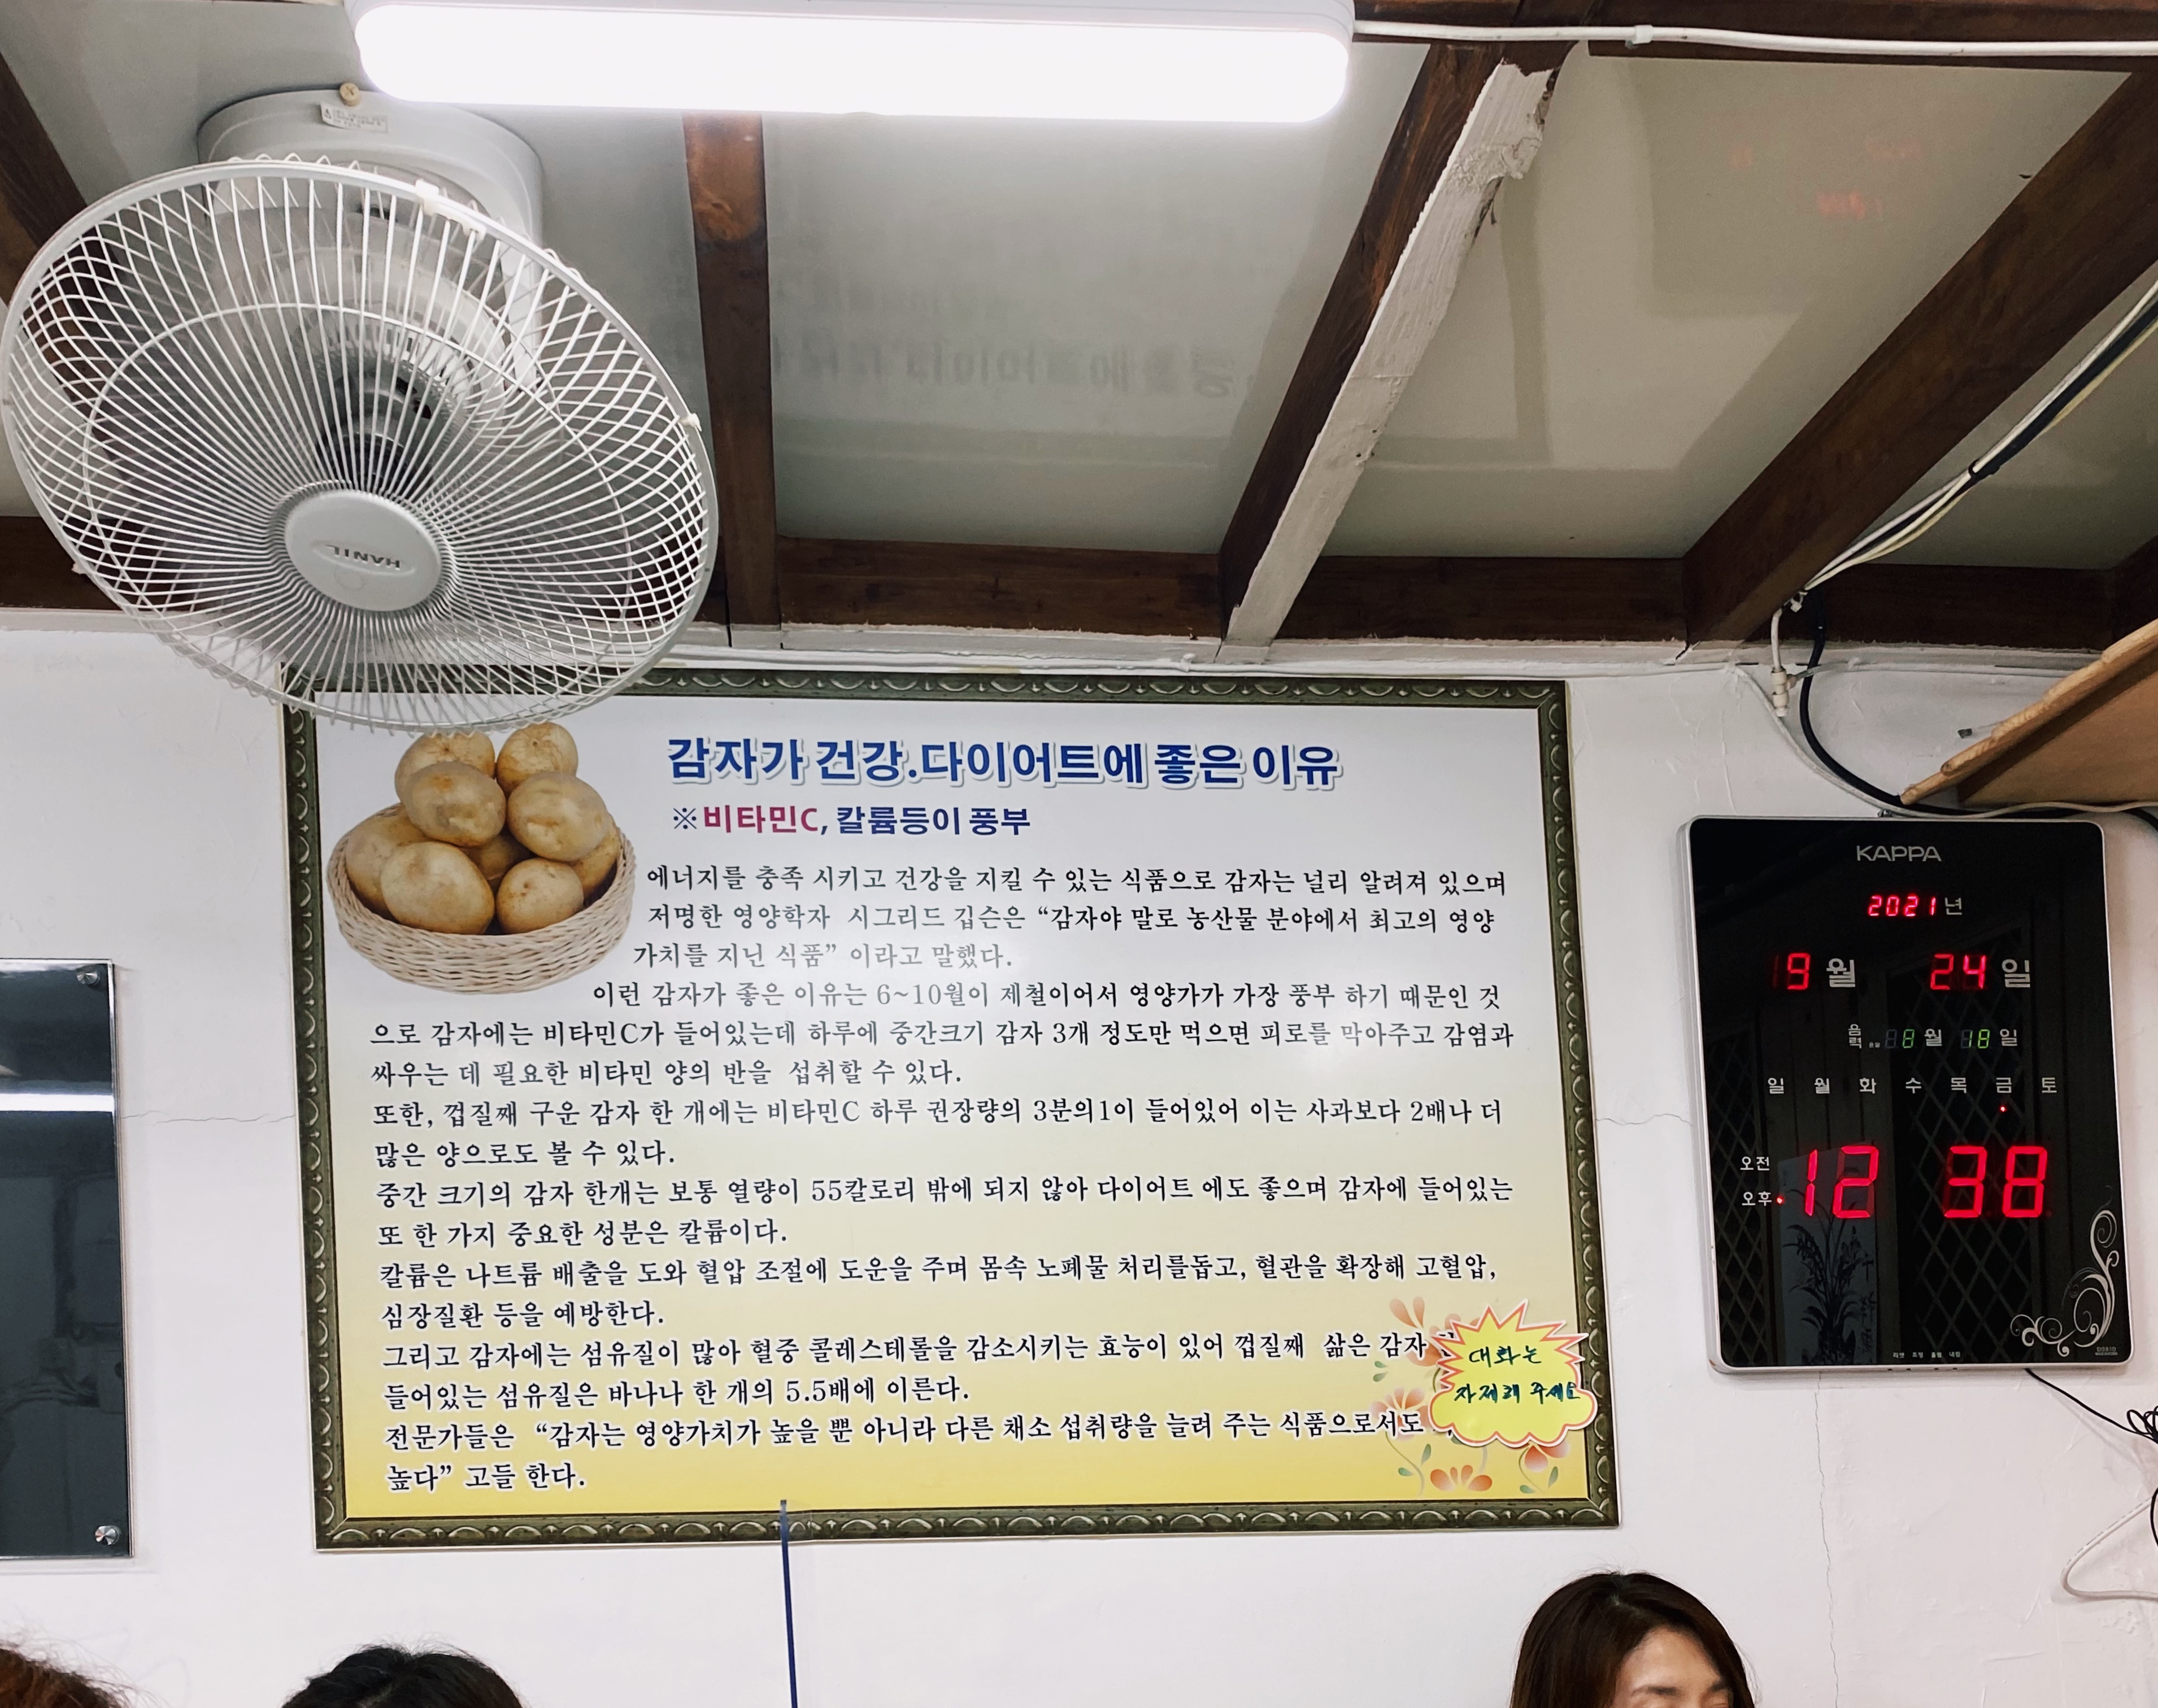 HANIL
감자가 건강.다이어트에 좋은 이유
※비타민C, 칼륨등이 풍부
에너지를 충족 시키고 건강을 지킬 수 있는 식품으로 감자는 널리 알려져 있으며
저명한 영양학자 시그리드 깁슨은 “감자야 말로 농산물 분야에서 최고의 영양
가치를 지닌 식품” 이라고 말했다.
이런 감자가 좋은 이유는 6~10월이 제철이어서 영양가가 가장 풍부 하기 때문인 것
으로 감자에는 비타민C가 들어있는데 하루에 중간크기 감자 3개 정도만 먹으면 피로를 막아주고 감염과
싸우는 데 필요한 비타민 양의 반을 섭취할 수 있다.
또한, 껍질째 구운 감자 한 개에는 비타민C 하루 권장량의 3분의1이 들어있어 이는 사과보다 2배나 더
많은 양으로도 볼 수 있다.
중간 크기의 감자 한개는 보통 열량이 55칼로리 밖에 되지 않아 다이어트 에도 좋으며 감자에 들어있는
또 한 가지 중요한 성분은 칼륨이다.
칼륨은 나트륨 배출을 도와 혈압 조절에 도운을 주며 몸속 노폐물 처리를돕고, 혈관을 확장해 고혈압,
심장질환 등을 예방한다.
그리고 감자에는 섬유질이 많아 혈중 콜레스테롤을 감소시키는 효능이 있어 껍질째 삶은 감자
들어있는 섬유질은 바나나 한 개의 5.5배에 이른다.
전문가들은 “감자는 영양가치가 높을 뿐 아니라 다른 채소 섭취량을 늘려 주는 식품으로서도
높다” 고들 한다.
대화는
자제해 주세요
KAPPA
2021년
9월 24일
음력 8월 18일
일 월 화 수 목 금 토
오전
오후 12 38